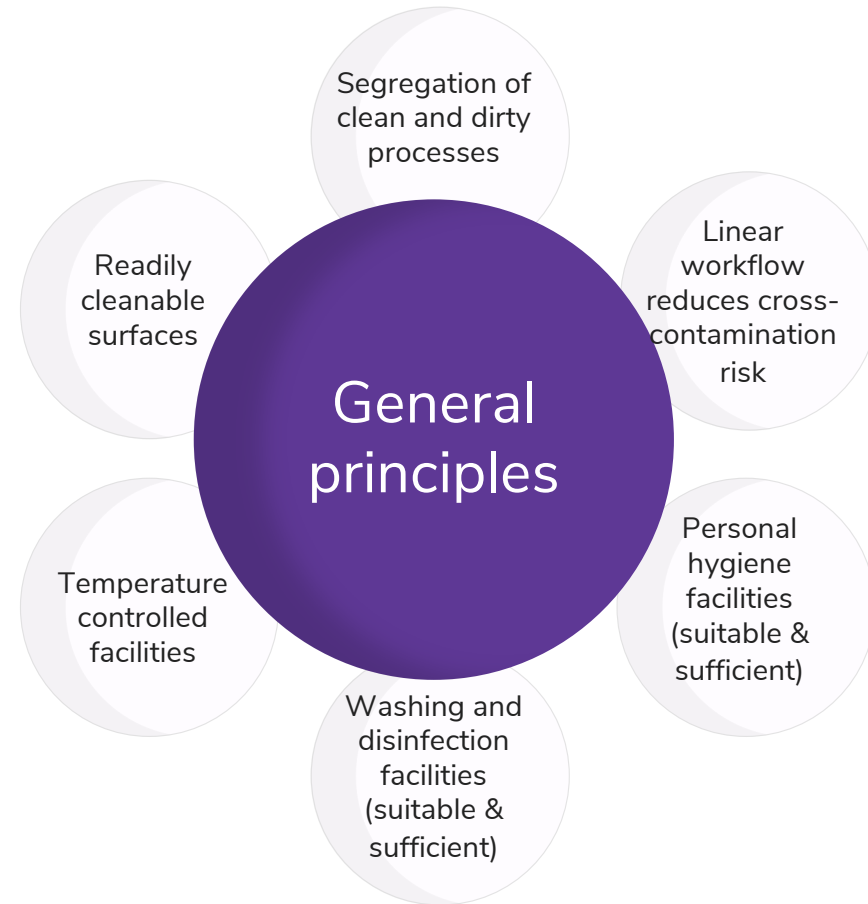 Segregation of
clean and dirty
processes
Linear
workflow
reduces cross-
contamination
risk
Personal
hygiene
facilities
(suitable &
sufficient)
Washing and
disinfection
facilities
(suitable &
sufficient)
Temperature
controlled
facilities
Readily
cleanable
surfaces
General
principles